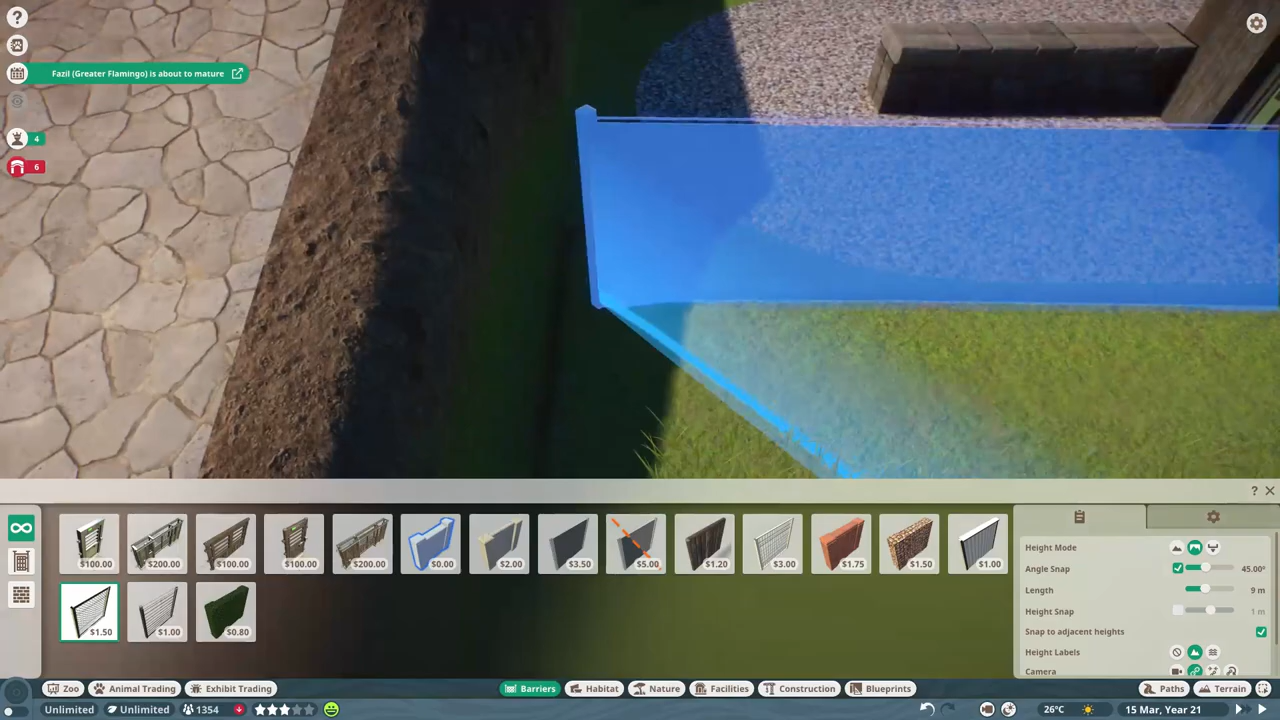 ?
Fazil (Greater Flamingo) is about to mature
4
6
? ×
$100.00 $200.00 $100.00 $100.00 $200.00 $0.00 $2.00 $3.50 $5.00 $1.20 $3.00 $1.75 $1.50 $1.00
$1.50 $1.00 $0.80
Height Mode
Angle Snap 45.00°
Length 9 m
Height Snap 1 m
Snap to adjacent heights
Height Labels
Camera
Zoo Animal Trading Exhibit Trading Barriers Habitat Nature Facilities Construction Blueprints Paths Terrain
Unlimited Unlimited 1354 26°C 15 Mar, Year 21